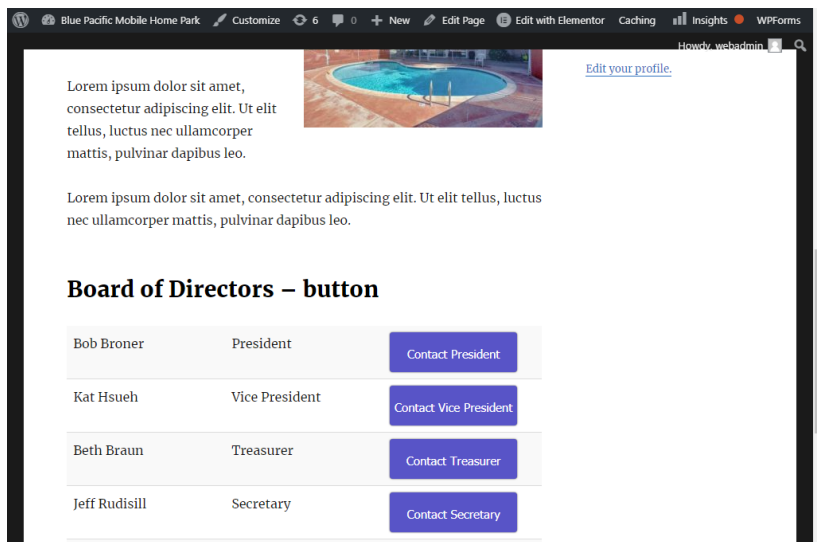 Blue Pacific Mobile Home Park Customize 6 0 New Edit Page Edit with Elementor Caching Insights WPForms
Howdy, webadmin
Edit your profile.
Lorem ipsum dolor sit amet,
consectetur adipiscing elit. Ut elit
tellus, luctus nec ullamcorper
mattis, pulvinar dapibus leo.
Lorem ipsum dolor sit amet, consectetur adipiscing elit. Ut elit tellus, luctus
nec ullamcorper mattis, pulvinar dapibus leo.
Board of Directors – button
Bob Broner President Contact President
Kat Hsueh Vice President Contact Vice President
Beth Braun Treasurer Contact Treasurer
Jeff Rudisill Secretary Contact Secretary